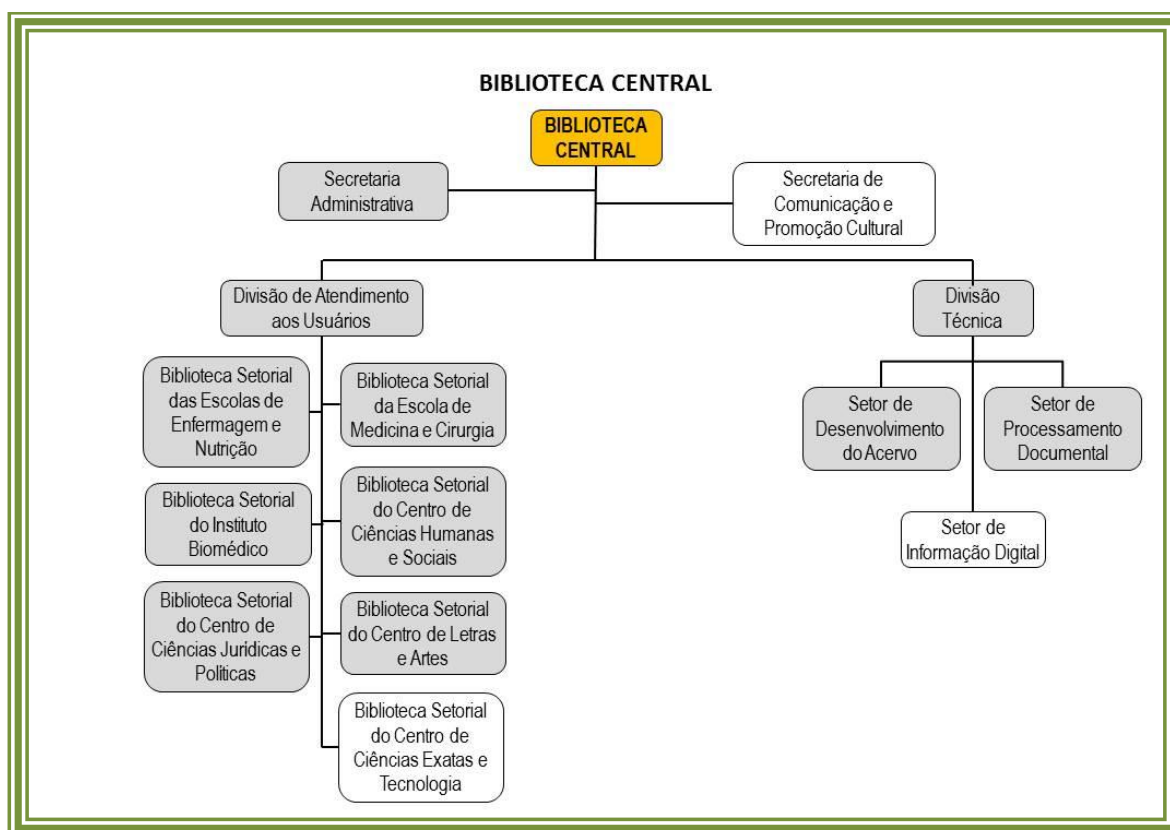 BIBLIOTECA CENTRAL
BIBLIOTECA
CENTRAL
Secretaria
Administrativa
Secretaria de
Comunicação e
Promoção Cultural
Divisão de Atendimento
aos Usuários
Divisão
Técnica
Biblioteca Setorial
das Escolas de
Enfermagem e
Nutrição
Biblioteca Setorial
da Escola de
Medicina e Cirurgia
Setor de
Desenvolvimento
do Acervo
Setor de
Processamento
Documental
Biblioteca Setorial
do Instituto
Biomédico
Biblioteca Setorial
do Centro de
Ciências Humanas
e Sociais
Setor de
Informação Digital
Biblioteca Setorial
do Centro de
Ciências Jurídicas e
Políticas
Biblioteca Setorial
do Centro de Letras
e Artes
Biblioteca Setorial
do Centro de
Ciências Exatas e
Tecnologia